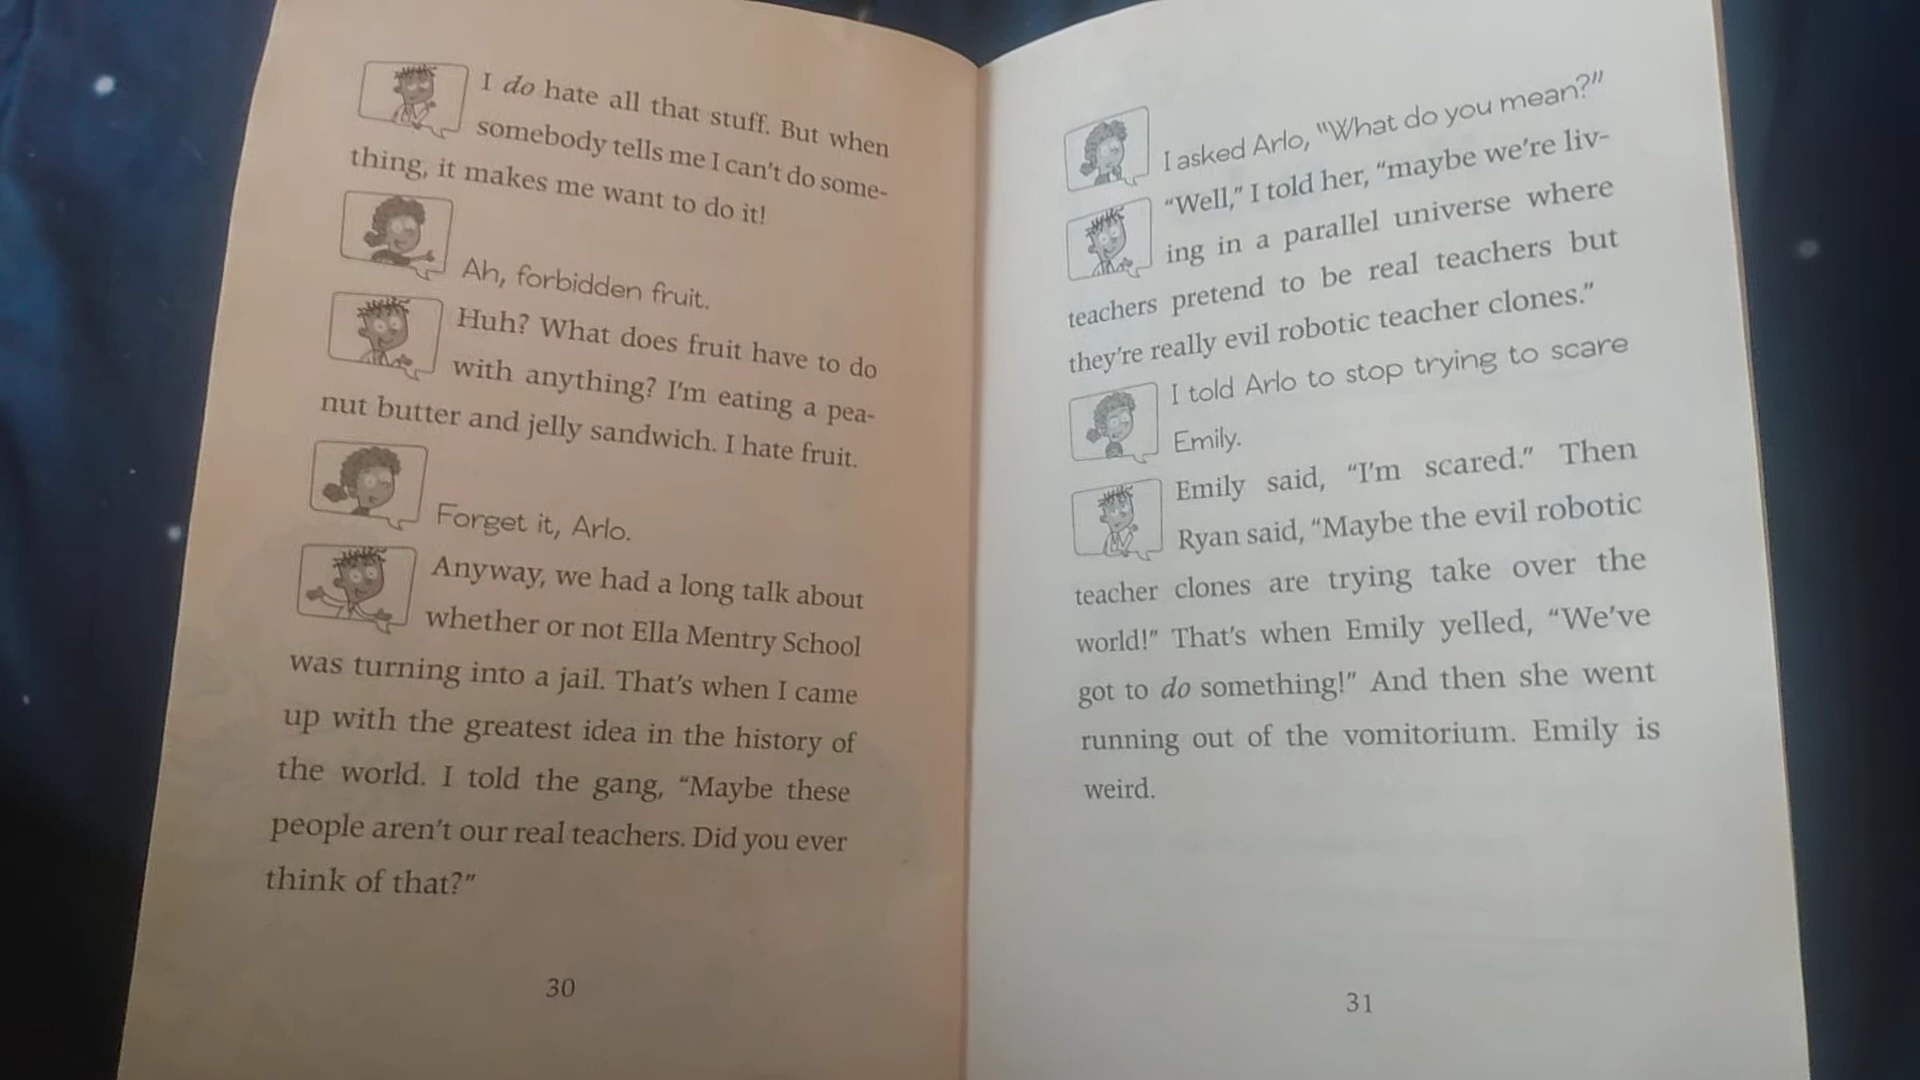 I do hate all that stuff. But when
somebody tells me I can't do some-
thing, it makes me want to do it!
Ah, forbidden fruit.
Huh? What does fruit have to do
with anything? I'm eating a pea-
nut butter and jelly sandwich. I hate fruit.
Forget it, Arlo.
Anyway, we had a long talk about
whether or not Ella Mentry School
was turning into a jail. That's when I came
up with the greatest idea in the history of
the world. I told the gang, “Maybe these
people aren't our real teachers. Did you ever
think of that?”
30
I asked Arlo, "What do you mean?"
“Well,” I told her, “maybe we're liv-
ing in a parallel universe where
teachers pretend to be real teachers but
they're really evil robotic teacher clones.”
I told Arlo to stop trying to scare
Emily.
Emily said, “I'm scared.” Then
Ryan said, “Maybe the evil robotic
teacher clones are trying take over the
world!” That's when Emily yelled, “We've
got to do something!” And then she went
running out of the vomitorium. Emily is
weird.
31